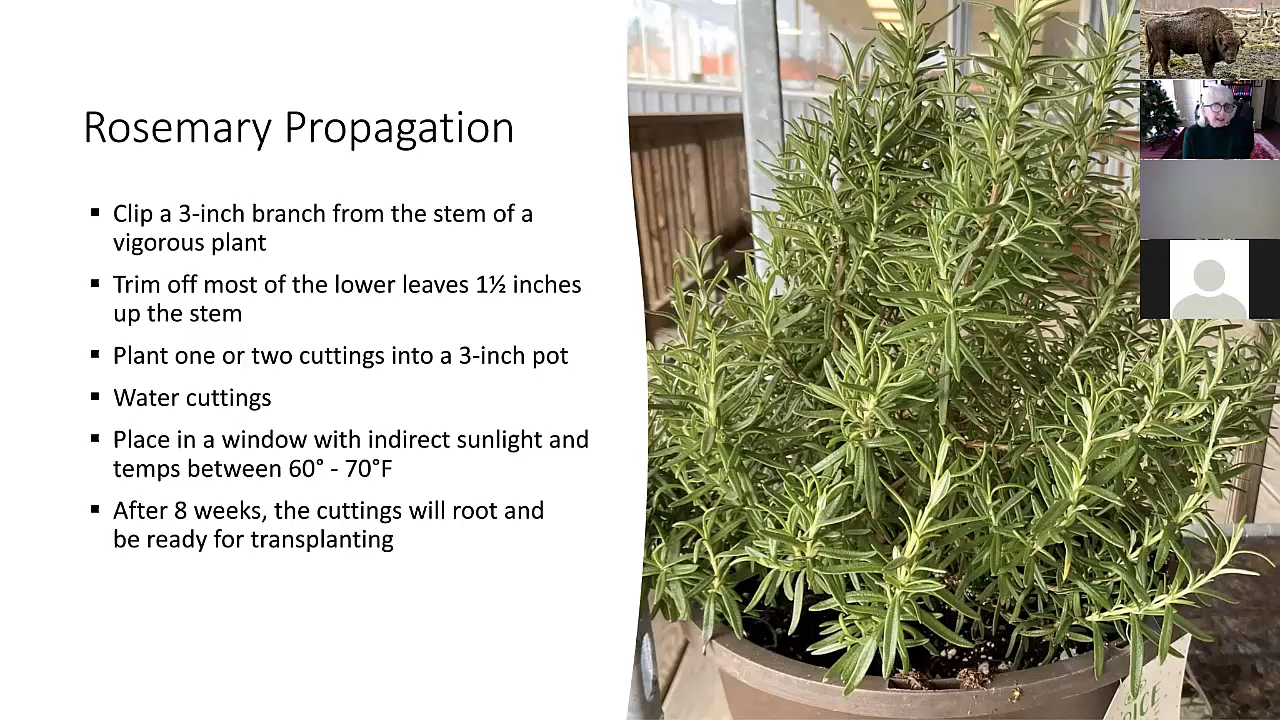 Rosemary Propagation
▪ Clip a 3-inch branch from the stem of a
vigorous plant
▪ Trim off most of the lower leaves 1½ inches
up the stem
▪ Plant one or two cuttings into a 3-inch pot
▪ Water cuttings
▪ Place in a window with indirect sunlight and
temps between 60° - 70°F
▪ After 8 weeks, the cuttings will root and
be ready for transplanting